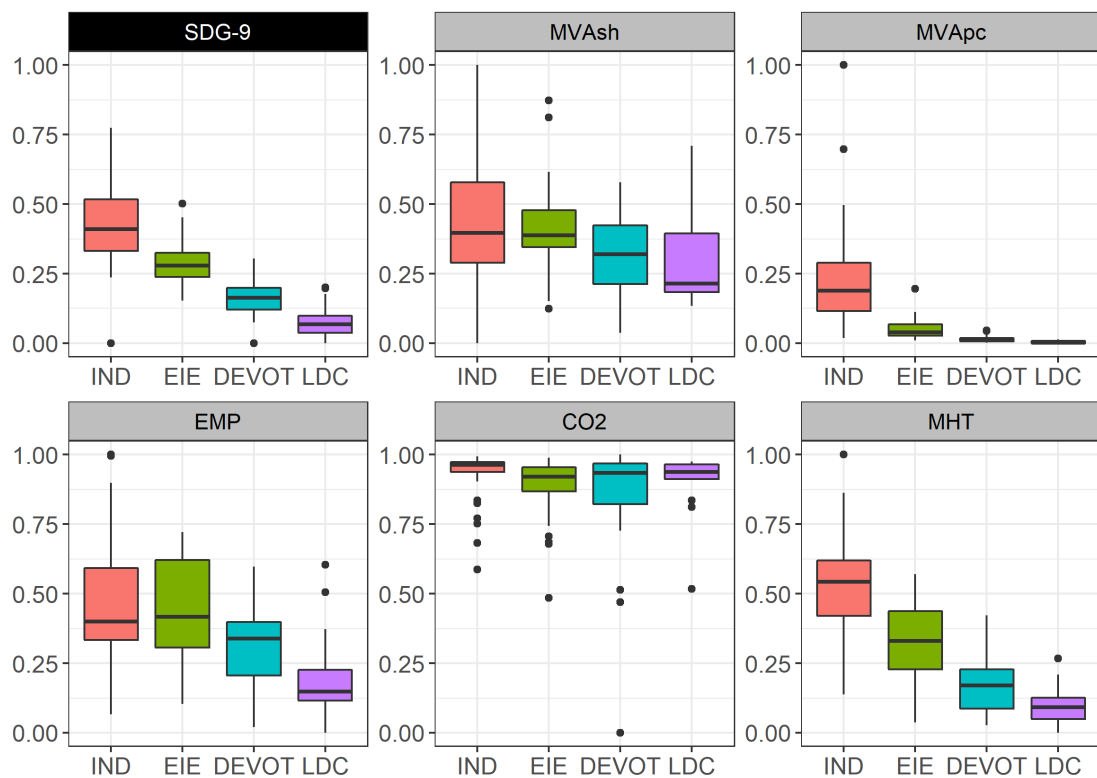 SDG-9 MVAsh MVApc
1.00 1.00 1.00
0.75 0.75 0.75
0.50 0.50 0.50
0.25 0.25 0.25
0.00 0.00 0.00
IND EIE DEVOT LDC IND EIE DEVOT LDC IND EIE DEVOT LDC
EMP CO2 MHT
1.00 1.00 1.00
0.75 0.75 0.75
0.50 0.50 0.50
0.25 0.25 0.25
0.00 0.00 0.00
IND EIE DEVOT LDC IND EIE DEVOT LDC IND EIE DEVOT LDC